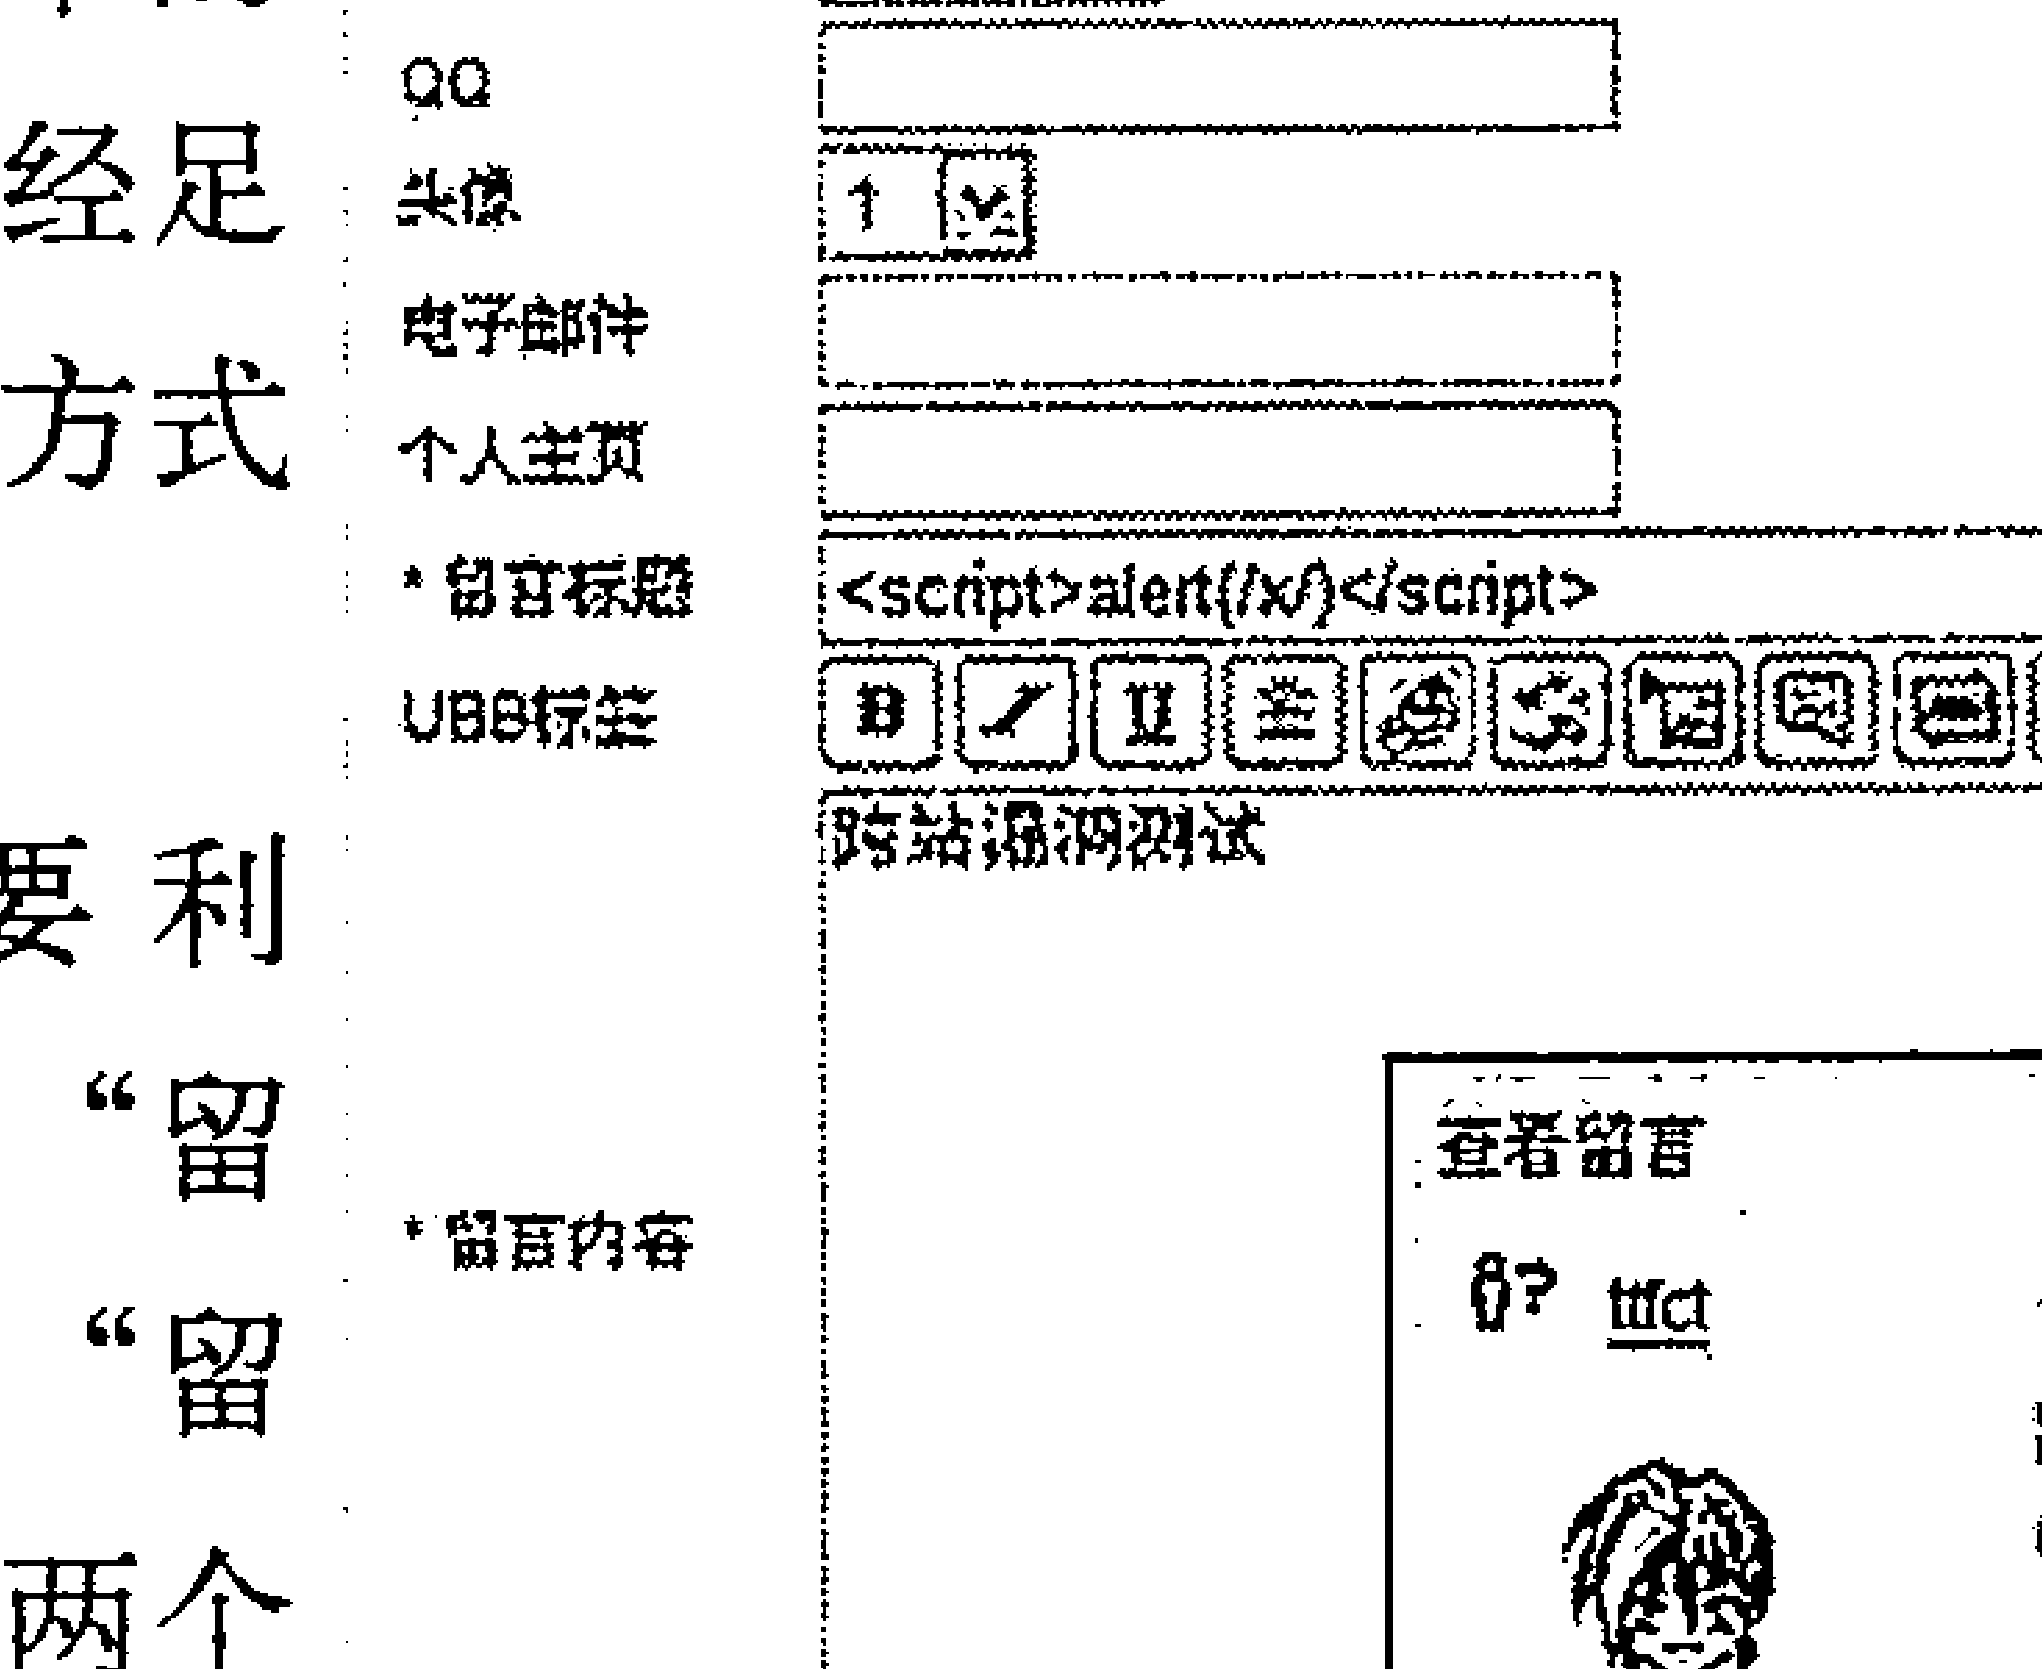 QQ
经足
头像
1
电子邮件
方式
个人主页
* 留言标题
<script>alert(/x/)</script>
UBB标签
B I U
跨站漏洞测试
要利
“留
查看留言
* 留言内容
“留
两个